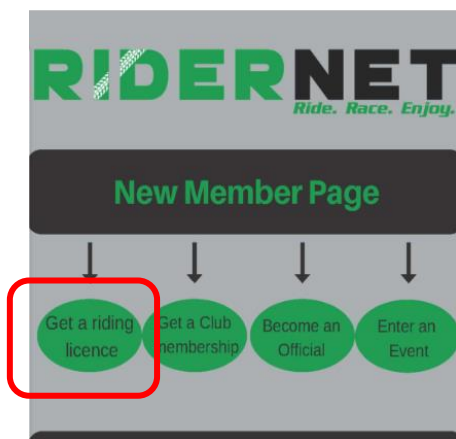 RIDERNET
Ride. Race. Enjoy.
New Member Page
Get a riding
licence
Get a Club
membership
Become an
Official
Enter an
Event